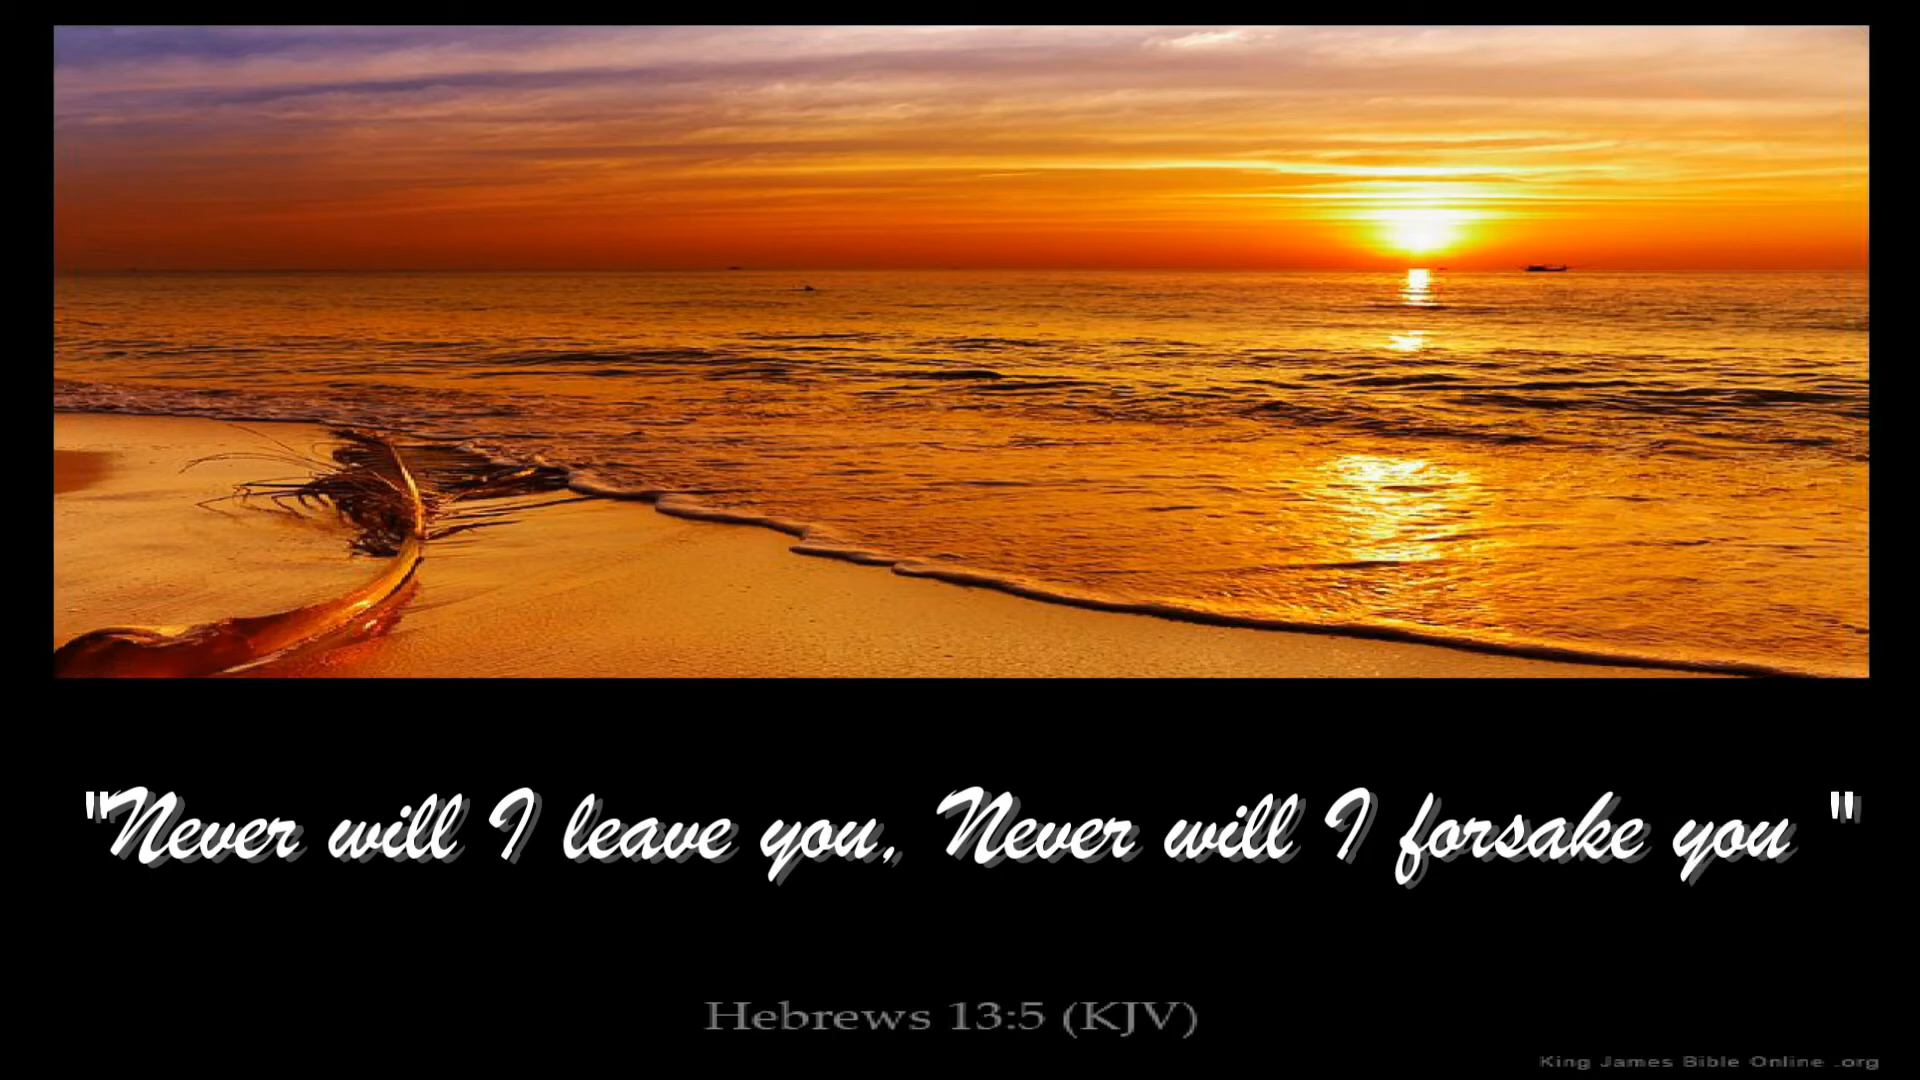 "Never will I leave you, Never will I forsake you "
Hebrews 13:5 (KJV)
King James Bible Online .org